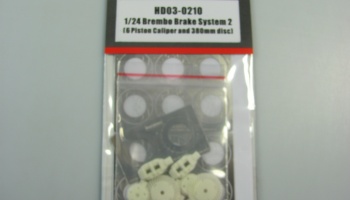 HD03-0210
1/24 Brembo Brake System 2
(6 Piston Caliper and 380mm disc)